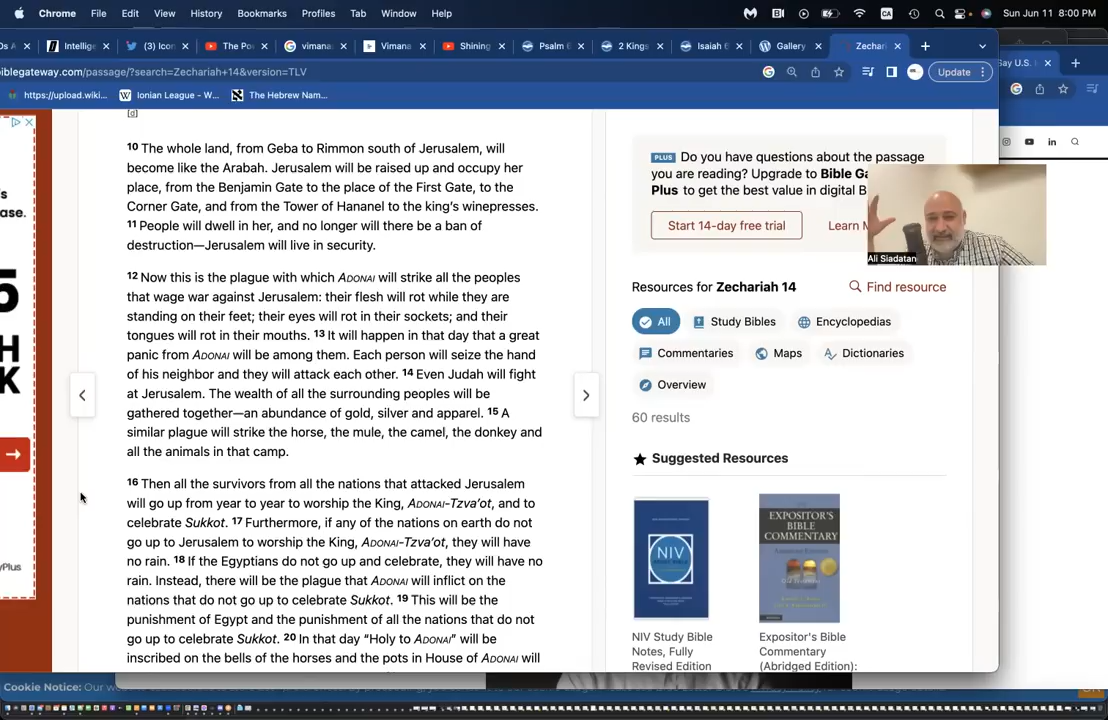 Chrome File Edit View History Bookmarks Profiles Tab Window Help CA Sun Jun 11 8:00 PM
Intellige (3) Icon The Po vimana Vimana Shining Psalm 6 2 Kings Isaiah 6 Gallery Zechar
say U.S.
biblegateway.com/passage/?search=Zechariah+14&version=TLV Update
https://upload.wiki... Ionian League - W... The Hebrew Nam...
[d]
10 The whole land, from Geba to Rimmon south of Jerusalem, will
become like the Arabah. Jerusalem will be raised up and occupy her
place, from the Benjamin Gate to the place of the First Gate, to the
Corner Gate, and from the Tower of Hananel to the king's winepresses.
11 People will dwell in her, and no longer will there be a ban of
destruction—Jerusalem will live in security.
12 Now this is the plague with which ADONAI will strike all the peoples
that wage war against Jerusalem: their flesh will rot while they are
standing on their feet; their eyes will rot in their sockets; and their
tongues will rot in their mouths. 13 It will happen in that day that a great
panic from ADONAI will be among them. Each person will seize the hand
of his neighbor and they will attack each other. 14 Even Judah will fight
at Jerusalem. The wealth of all the surrounding peoples will be
gathered together—an abundance of gold, silver and apparel. 15 A
similar plague will strike the horse, the mule, the camel, the donkey and
all the animals in that camp.
16 Then all the survivors from all the nations that attacked Jerusalem
will go up from year to year to worship the King, ADONAI-Tzva'ot, and to
celebrate Sukkot. 17 Furthermore, if any of the nations on earth do not
go up to Jerusalem to worship the King, ADONAI-Tzva'ot, they will have
no rain. 18 If the Egyptians do not go up and celebrate, they will have no
rain. Instead, there will be the plague that ADONAI will inflict on the
nations that do not go up to celebrate Sukkot. 19 This will be the
punishment of Egypt and the punishment of all the nations that do not
go up to celebrate Sukkot. 20 In that day "Holy to ADONAI" will be
inscribed on the bells of the horses and the pots in House of ADONAI will
PLUS Do you have questions about the passage
you are reading? Upgrade to Bible Ga
Plus to get the best value in digital B
Start 14-day free trial Learn M
Ali Siadatan
Resources for Zechariah 14 Find resource
All Study Bibles Encyclopedias
Commentaries Maps Dictionaries
Overview
60 results
Suggested Resources
NIV
EXPOSITOR'S
BIBLE
COMMENTARY
NIV Study Bible
Notes, Fully
Revised Edition
Expositor's Bible
Commentary
(Abridged Edition):
Cookie Notice: Our we